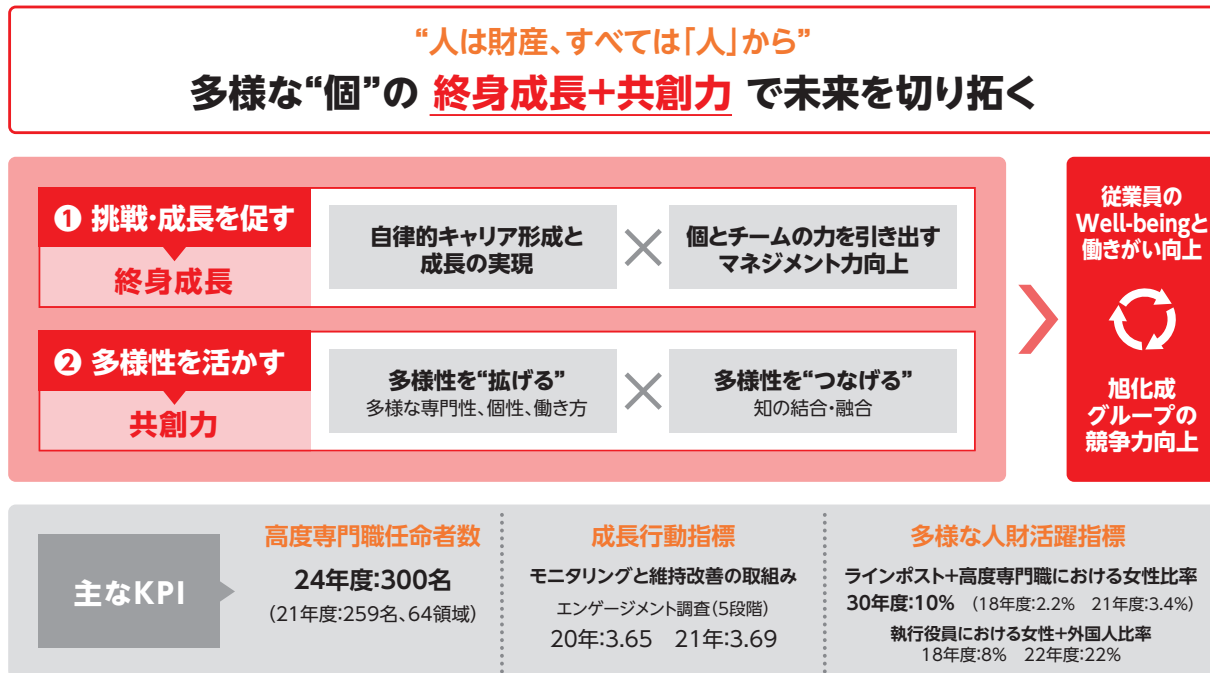 “人は財産、すべては「人」から”
多様な“個”の 終身成長+共創力 で未来を切り拓く
❶ 挑戦・成長を促す
終身成長
自律的キャリア形成と
成長の実現
×
個とチームの力を引き出す
マネジメント力向上
❷ 多様性を活かす
共創力
多様性を“拡げる”
多様な専門性、個性、働き方
×
多様性を“つなげる”
知の結合・融合
従業員の
Well-beingと
働きがい向上
旭化成
グループの
競争力向上
主なKPI
高度専門職任命者数
24年度:300名
(21年度:259名、64領域)
成長行動指標
モニタリングと維持改善の取組み
エンゲージメント調査(5段階)
20年:3.65 21年:3.69
多様な人財活躍指標
ラインポスト+高度専門職における女性比率
30年度:10% (18年度:2.2% 21年度:3.4%)
執行役員における女性+外国人比率
18年度:8% 22年度:22%